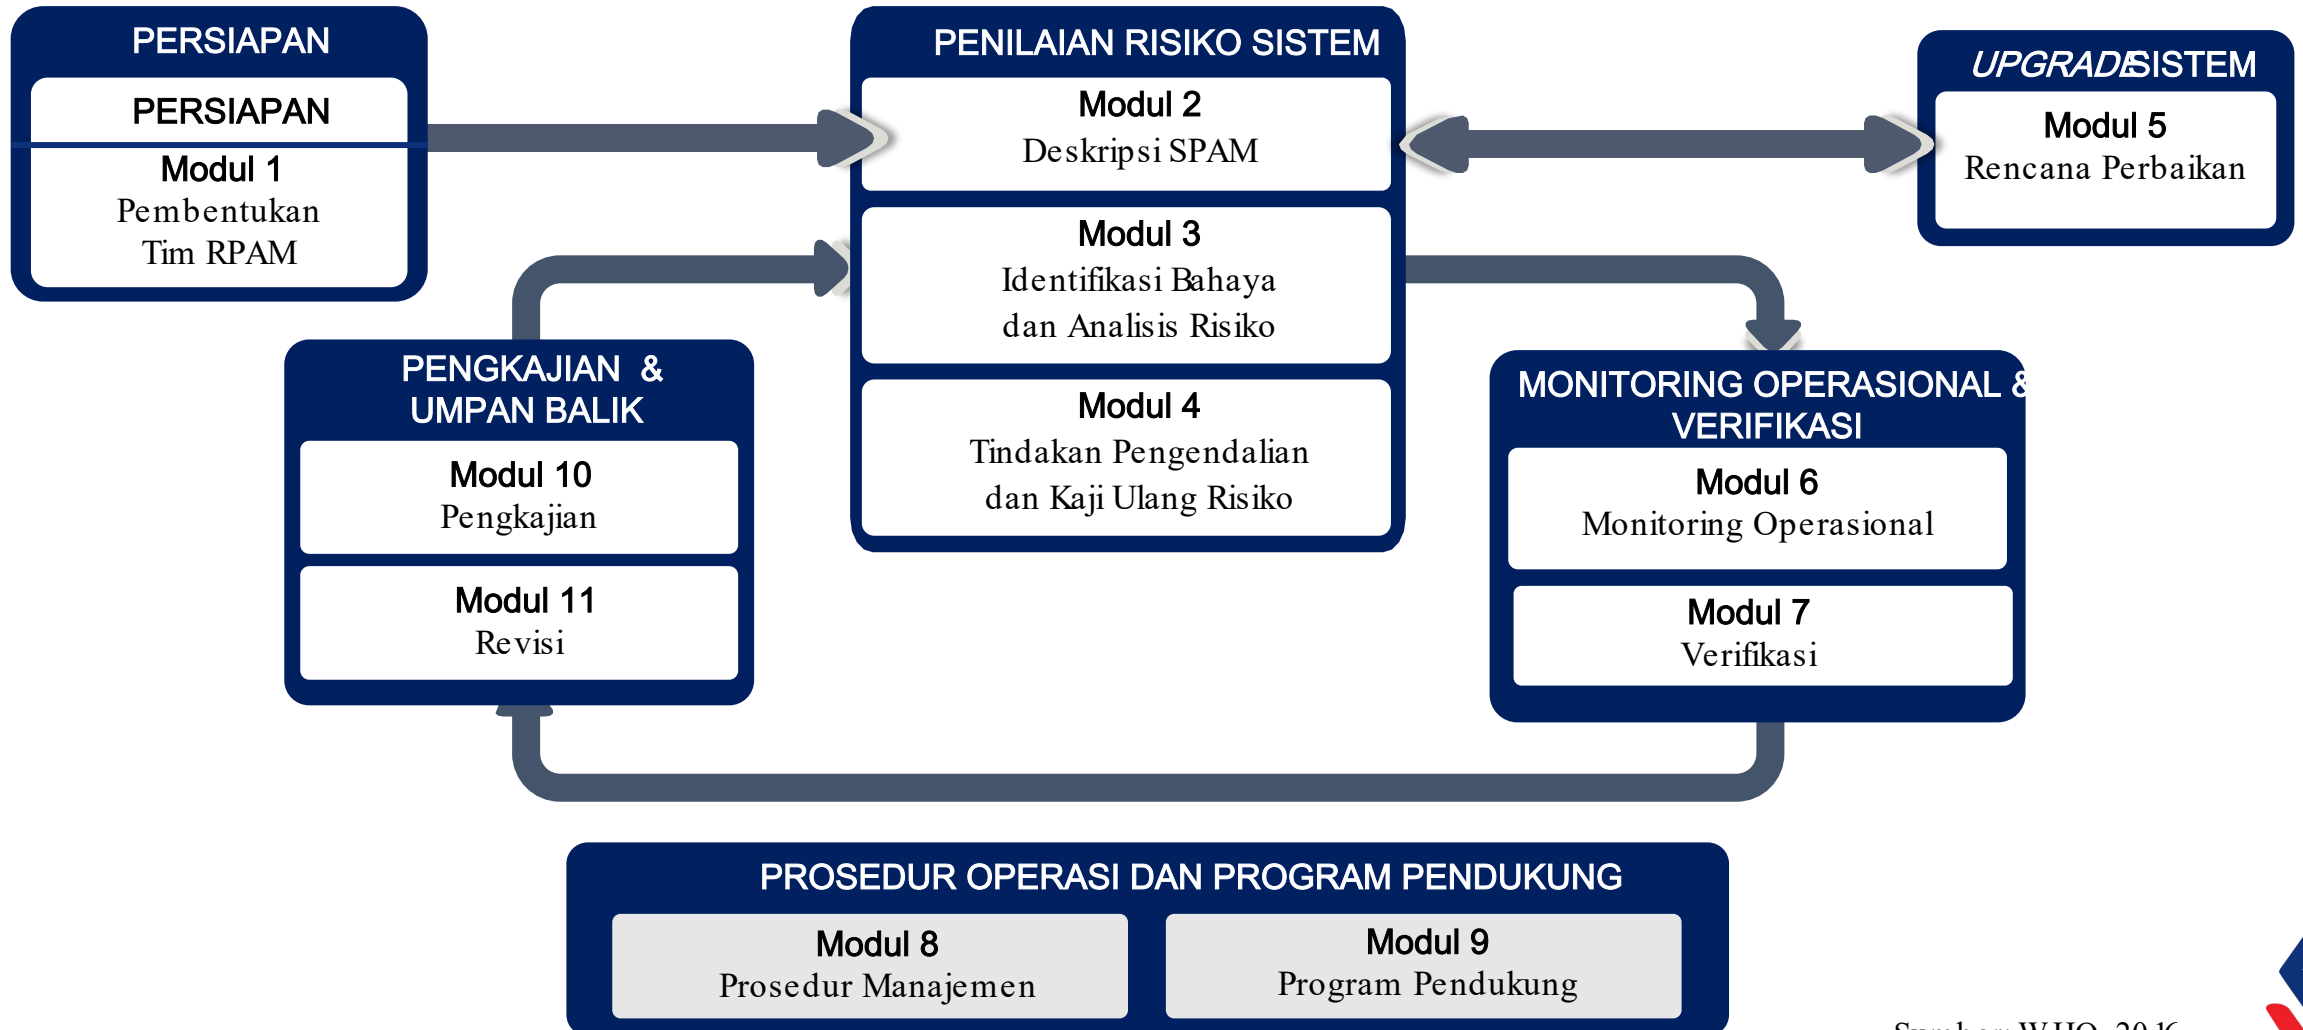 PERSIAPAN
PERSIAPAN
Modul 1
Pembentukan
Tim RPAM
PENILAIAN RISIKO SISTEM
Modul 2
Deskripsi SPAM
Modul 3
Identifikasi Bahaya
dan Analisis Risiko
Modul 4
Tindakan Pengendalian
dan Kaji Ulang Risiko
UPGRADE SISTEM
Modul 5
Rencana Perbaikan
PENGKAJIAN &
UMPAN BALIK
Modul 10
Pengkajian
Modul 11
Revisi
MONITORING OPERASIONAL &
VERIFIKASI
Modul 6
Monitoring Operasional
Modul 7
Verifikasi
PROSEDUR OPERASI DAN PROGRAM PENDUKUNG
Modul 8
Prosedur Manajemen
Modul 9
Program Pendukung
Sumber: WHO, 2016